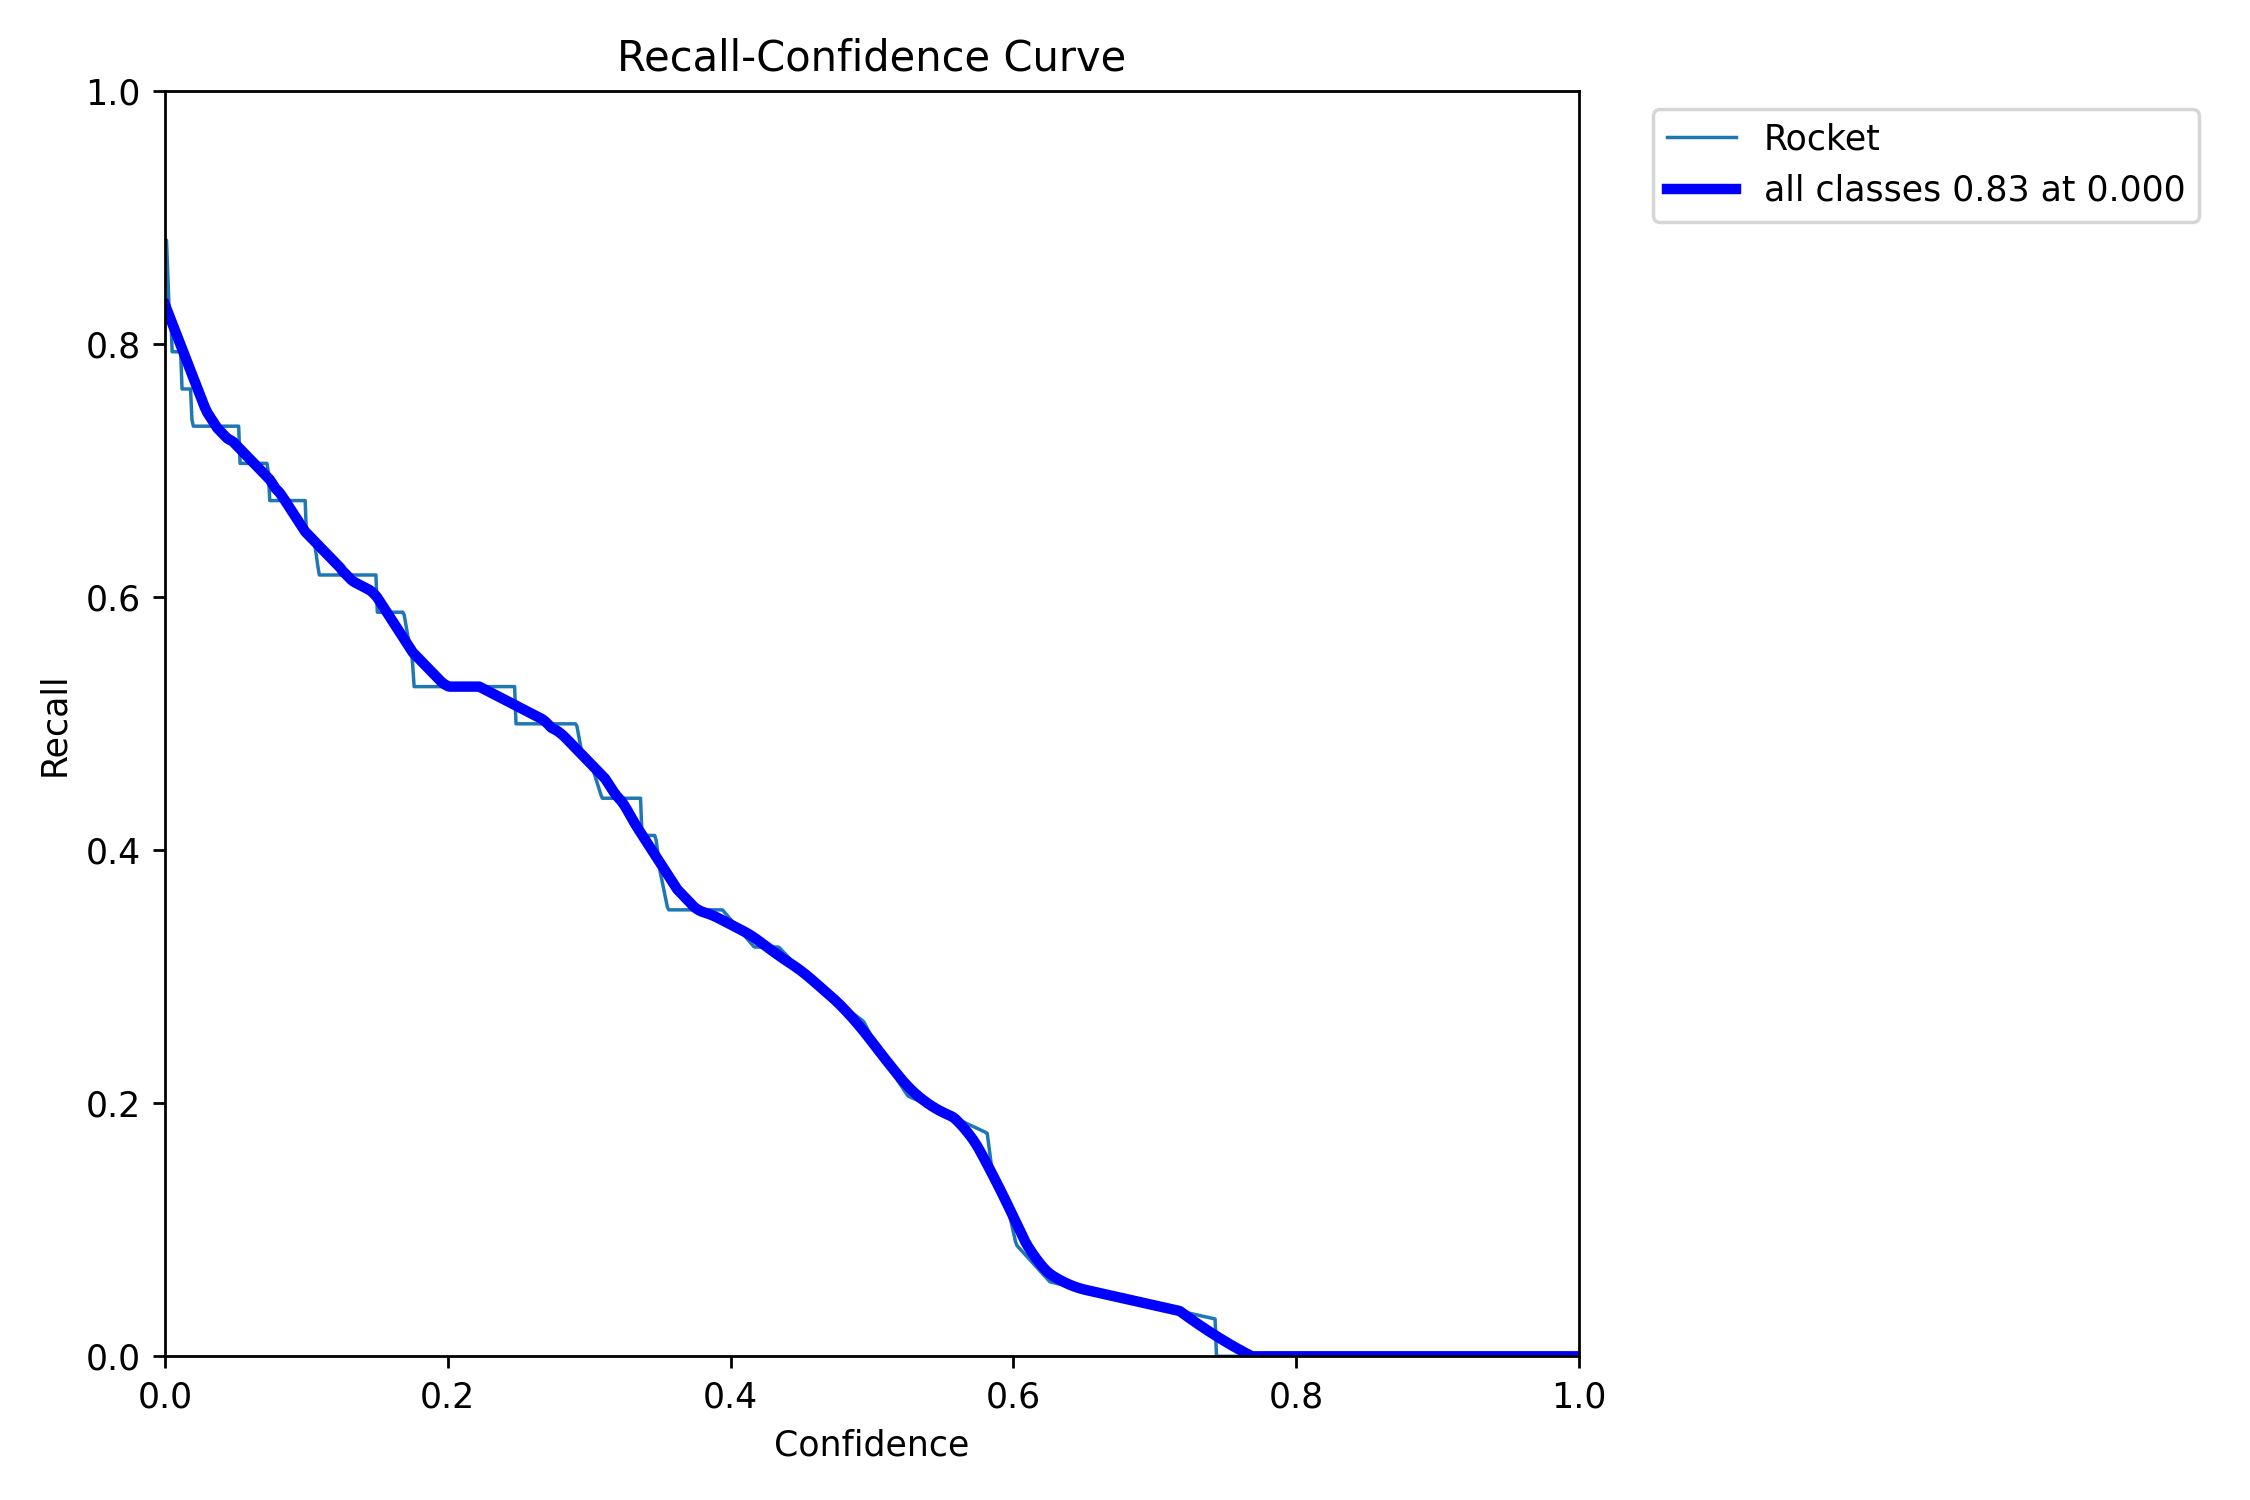 Recall-Confidence Curve
Rocket
all classes 0.83 at 0.000
Recall
1.0
0.8
0.6
0.4
0.2
0.0
0.0 0.2 0.4 0.6 0.8 1.0
Confidence